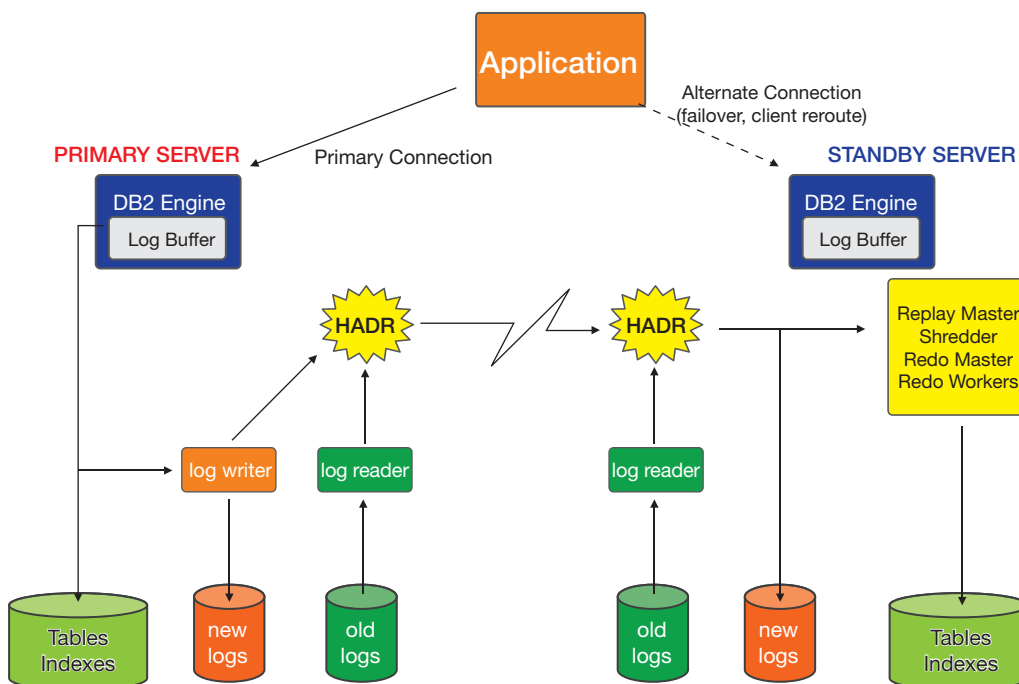 Application
Alternate Connection
(failover, client reroute)
PRIMARY SERVER
Primary Connection
STANDBY SERVER
DB2 Engine
Log Buffer
DB2 Engine
Log Buffer
HADR
HADR
Replay Master
Shredder
Redo Master
Redo Workers
log writer
log reader
log reader
Tables
Indexes
new
logs
old
logs
old
logs
new
logs
Tables
Indexes